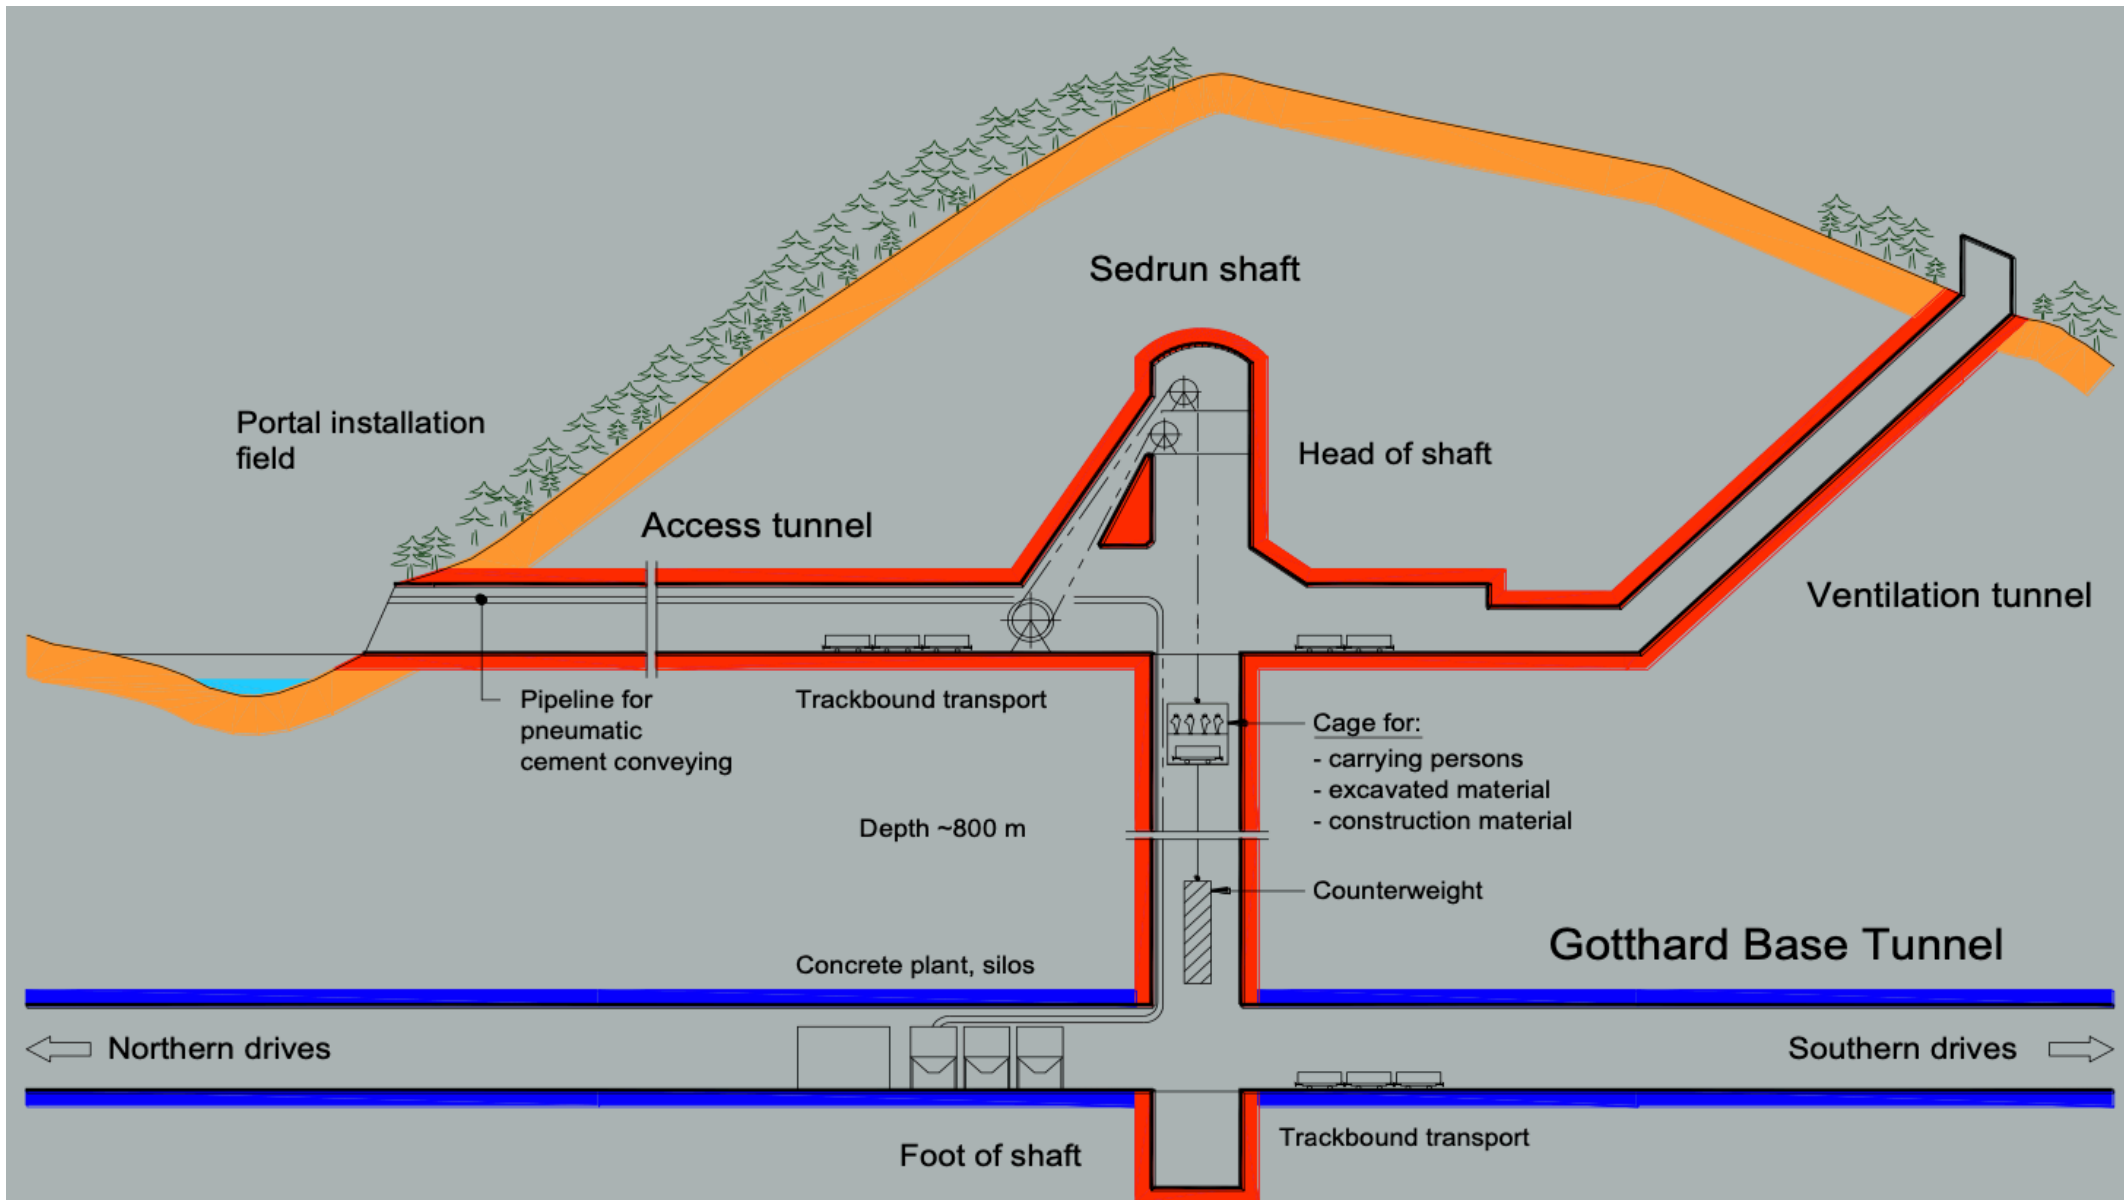 Sedrun shaft
Portal installation
field
Head of shaft
Access tunnel
Ventilation tunnel
Pipeline for
pneumatic
cement conveying
Trackbound transport
Cage for:
- carrying persons
- excavated material
- construction material
Depth ~800 m
Counterweight
Gotthard Base Tunnel
Concrete plant, silos
Northern drives
Southern drives
Trackbound transport
Foot of shaft